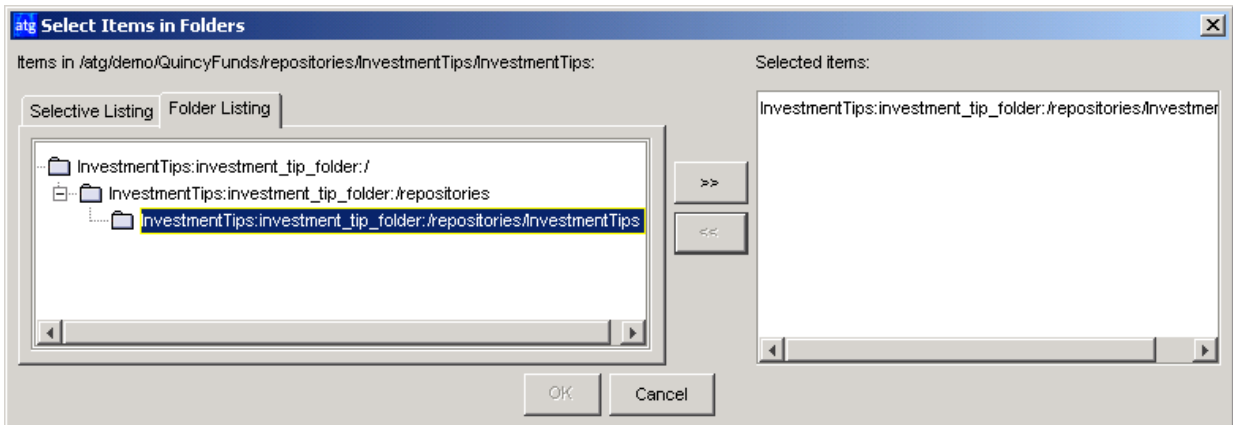 atg Select Items in Folders
Items in /atg/demo/QuincyFunds/repositories/InvestmentTips/InvestmentTips:
Selected items:
Selective Listing
Folder Listing
InvestmentTips:investment_tip_folder:/
InvestmentTips:investment_tip_folder:/repositories
InvestmentTips:investment_tip_folder:/repositories/InvestmentTips
>>
<<
InvestmentTips:investment_tip_folder:/repositories/Investmer
OK
Cancel